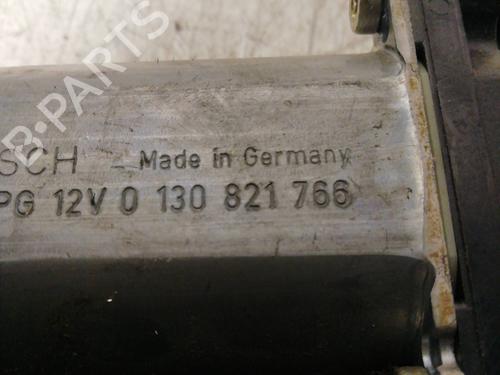 SCH – Made in Germany
PG 12V 0 130 821 766
B-PARTS